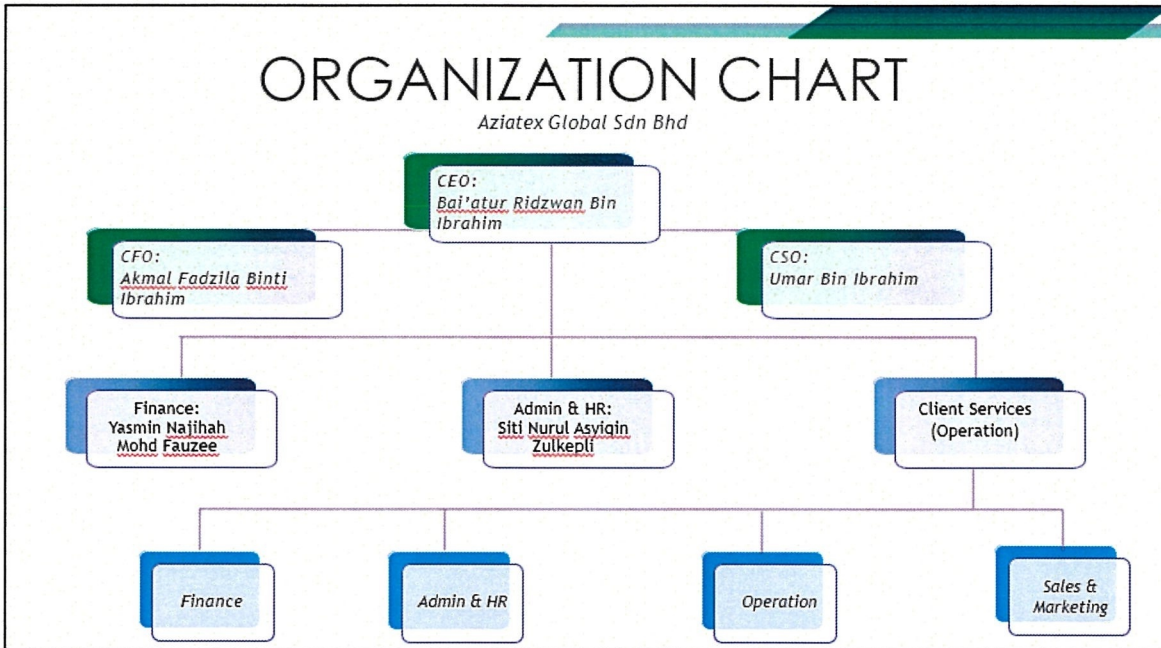 ORGANIZATION CHART
Aziatex Global Sdn Bhd
CEO:
Bai'atur Ridzwan Bin
Ibrahim
CFO:
Akmal Fadzila Binti
Ibrahim
CSO:
Umar Bin Ibrahim
Finance:
Yasmin Najihah
Mohd Fauzee
Admin & HR:
Siti Nurul Asyiqin
Zulkepli
Client Services
(Operation)
Finance
Admin & HR
Operation
Sales &
Marketing